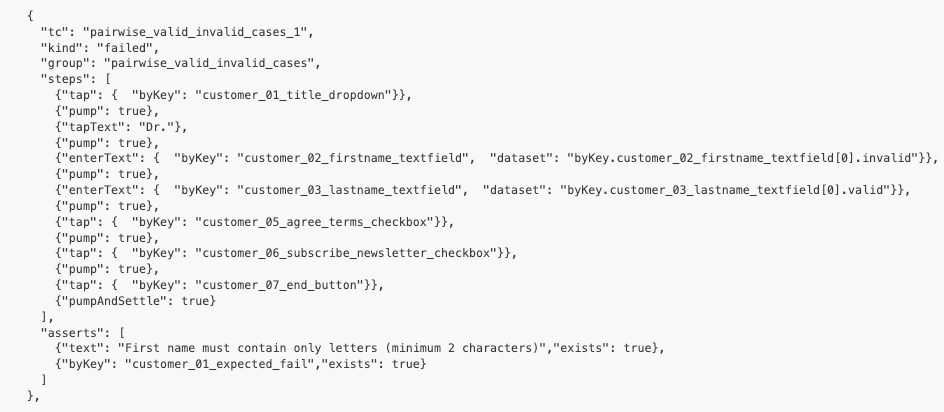 {
  "tc": "pairwise_valid_invalid_cases_1",
  "kind": "failed",
  "group": "pairwise_valid_invalid_cases",
  "steps": [
    {"tap": {  "byKey": "customer_01_title_dropdown"}},
    {"pump": true},
    {"tapText": "Dr."},
    {"pump": true},
    {"enterText": {  "byKey": "customer_02_firstname_textfield",  "dataset": "byKey.customer_02_firstname_textfield[0].invalid"}},
    {"pump": true},
    {"enterText": {  "byKey": "customer_03_lastname_textfield",  "dataset": "byKey.customer_03_lastname_textfield[0].valid"}},
    {"pump": true},
    {"tap": {  "byKey": "customer_05_agree_terms_checkbox"}},
    {"pump": true},
    {"tap": {  "byKey": "customer_06_subscribe_newsletter_checkbox"}},
    {"pump": true},
    {"tap": {  "byKey": "customer_07_end_button"}},
    {"pumpAndSettle": true}
  ],
  "asserts": [
    {"text": "First name must contain only letters (minimum 2 characters)","exists": true},
    {"byKey": "customer_01_expected_fail","exists": true}
  ]
},